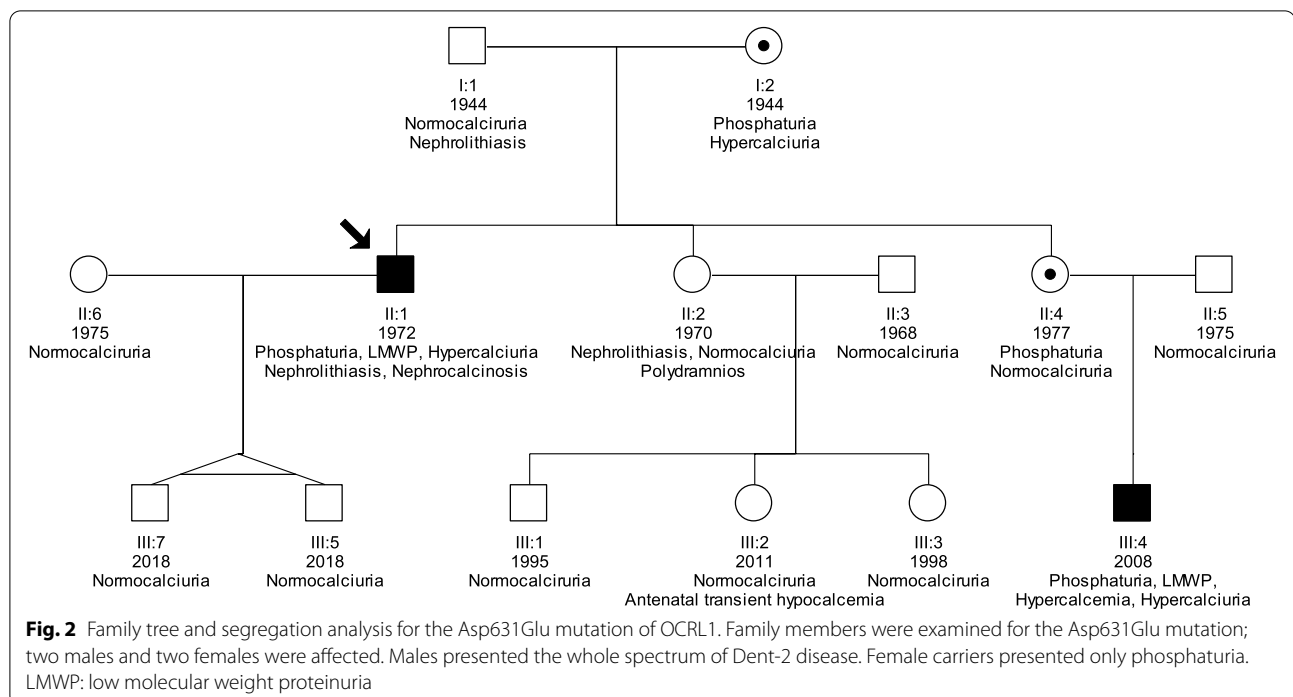 I:1
1944
Normocalciruria
Nephrolithiasis
I:2
1944
Phosphaturia
Hypercalciuria
II:6
1975
Normocalciruria
II:1
1972
Phosphaturia, LMWP, Hypercalciuria
Nephrolithiasis, Nephrocalcinosis
II:2
1970
Nephrolithiasis, Normocalciuria
Polydramnios
II:3
1968
Normocalciruria
II:4
1977
Phosphaturia
Normocalciruria
II:5
1975
Normocalciruria
III:7
2018
Normocalciuria
III:5
2018
Normocalciuria
III:1
1995
Normocalciruria
III:2
2011
Normocalciruria
Antenatal transient hypocalcemia
III:3
1998
Normocalciruria
III:4
2008
Phosphaturia, LMWP,
Hypercalcemia, Hypercalciuria
Fig. 2 Family tree and segregation analysis for the Asp631Glu mutation of OCRL1. Family members were examined for the Asp631Glu mutation;
two males and two females were affected. Males presented the whole spectrum of Dent-2 disease. Female carriers presented only phosphaturia.
LMWP: low molecular weight proteinuria